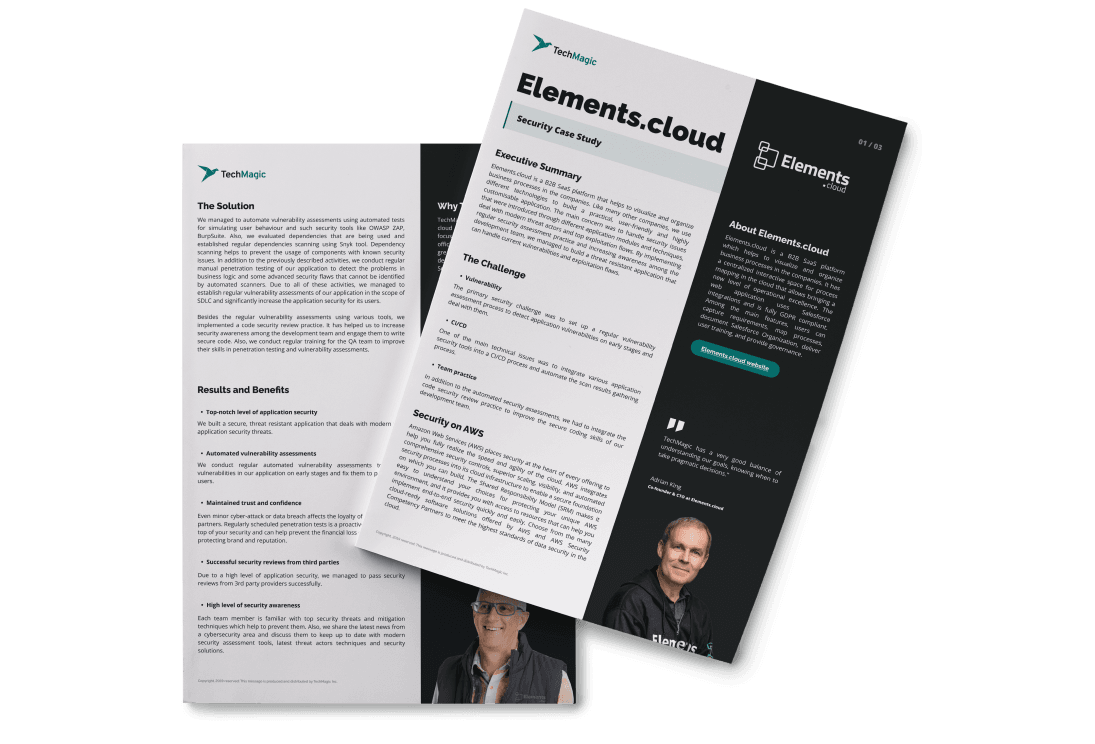 TechMagic
Elements.cloud
Security Case Study
Executive Summary
Elements.cloud is a B2B SaaS platform that helps to visualize and organize
business processes in the companies. Like many other companies, we use
different technologies to build a practical, user-friendly and highly
customisable application. The main concern was to handle security issues
that were introduced through different application modules and techniques,
deal with modern threat actors and top exploitation flows. By implementing
regular security assessment practice and increasing awareness among the
development team, we managed to build a threat resistant application that
can handle current vulnerabilities and exploitation flaws.
The Challenge
• Vulnerability
The primary security challenge was to set up a regular vulnerability
assessment process to detect application vulnerabilities on early stages and
deal with them.
• CI/CD
One of the main technical issues was to integrate various application
security tools into a CI/CD process and automate the scan results gathering
process.
• Team practice
In addition to the automated security assessments, we had to integrate the
code security review practice to improve the secure coding skills of our
development team.
Security on AWS
Amazon Web Services (AWS) places security at the heart of every offering to
help you fully realize the speed and agility of the cloud. AWS integrates
comprehensive security controls, superior scaling, visibility, and automated
security processes into its cloud infrastructure to enable a secure foundation
on which you can build. The Shared Responsibility Model (SRM) makes it
easy to understand your choices for protecting your unique AWS
environment, and it provides you with access to resources that can help you
implement end-to-end security quickly and easily. Choose from the many
cloud-ready software solutions offered by AWS and AWS Security
Competency Partners to meet the highest standards of data security in the
cloud.
01 / 03
Elements
.cloud
About Elements.cloud
Elements.cloud is a B2B SaaS platform
which helps to visualize and organize
business processes in the companies. It has
a centralized interactive space for process
mapping in the cloud that allows bringing a
new level of operational excellence. The
web application uses Salesforce
integrations and is fully GDPR compliant.
Among the main features, users can
capture requirements, map processes,
document Salesforce Organization, deliver
user training, and provide governance.
Elements.cloud website
TechMagic has a very good balance of
understanding our goals, knowing when to
take pragmatic decisions."
Adrian King
Co-founder & CTO at Elements.cloud
TechMagic
The Solution
We managed to automate vulnerability assessments using automated tests
for simulating user behaviour and such security tools like OWASP ZAP,
BurpSuite. Also, we evaluated dependencies that are being used and
established regular dependencies scanning using Snyk tool. Dependency
scanning helps to prevent the usage of components with known security
issues. In addition to the previously described activities, we conduct regular
manual penetration testing of our application to detect the problems in
business logic and some advanced security flaws that cannot be identified
by automated scanners. Due to all of these activities, we managed to
establish regular vulnerability assessments of our application in the scope of
SDLC and significantly increase the application security for its users.
Besides the regular vulnerability assessments using various tools, we
implemented a code security review practice. It has helped us to increase
security awareness among the development team and engage them to write
secure code. Also, we conduct regular training for the QA team to improve
their skills in penetration testing and vulnerability assessments.
Results and Benefits
• Top-notch level of application security
We built a secure, threat resistant application that deals with modern
application security threats.
• Automated vulnerability assessments
We conduct regular automated vulnerability assessments
vulnerabilities in our application on early stages and fix them to
users.
• Maintained trust and confidence
Even minor cyber-attack or data breach affects the loyalty of
partners. Regularly scheduled penetration tests is a
top of your security and can help prevent the financial loss
protecting brand and reputation.
• Successful security reviews from third parties
Due to a high level of application security, we managed to pass security
reviews from 3rd party providers successfully.
• High level of security awareness
Each team member is familiar with top security threats and mitigation
techniques which help to prevent them. Also, we share the latest news from
a cybersecurity area and discuss them to keep up to date with modern
security assessment tools, latest threat actors techniques and security
solutions.
Why